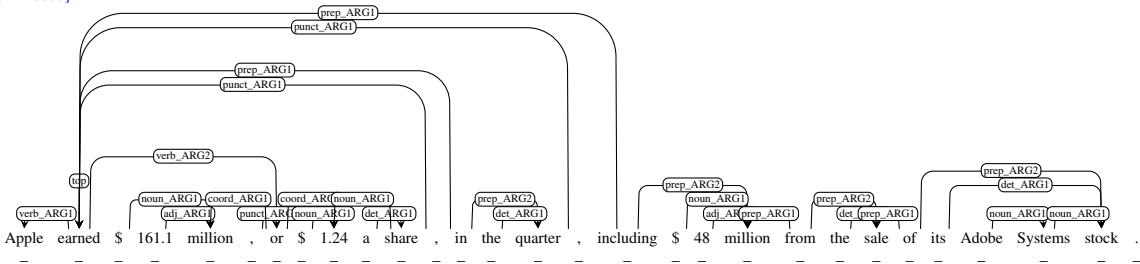 prep_ARG1
punct_ARG1
prep_ARG1
punct_ARG1
verb_ARG2
prep_ARG2
top
prep_ARG2 det_ARG1
noun_ARG1 coord_ARG1 noun_ARG1 prep_ARG2 noun_ARG1 prep_ARG2
verb_ARG1 adj_ARG1 noun_ARG1 det_ARG1 det_ARG1 prep_ARG1 prep_ARG1 noun_ARG1 noun_ARG1
Apple earned $ 161.1 million , or $ 1.24 a share , in the quarter , including $ 48 million from the sale of its Adobe Systems stock .